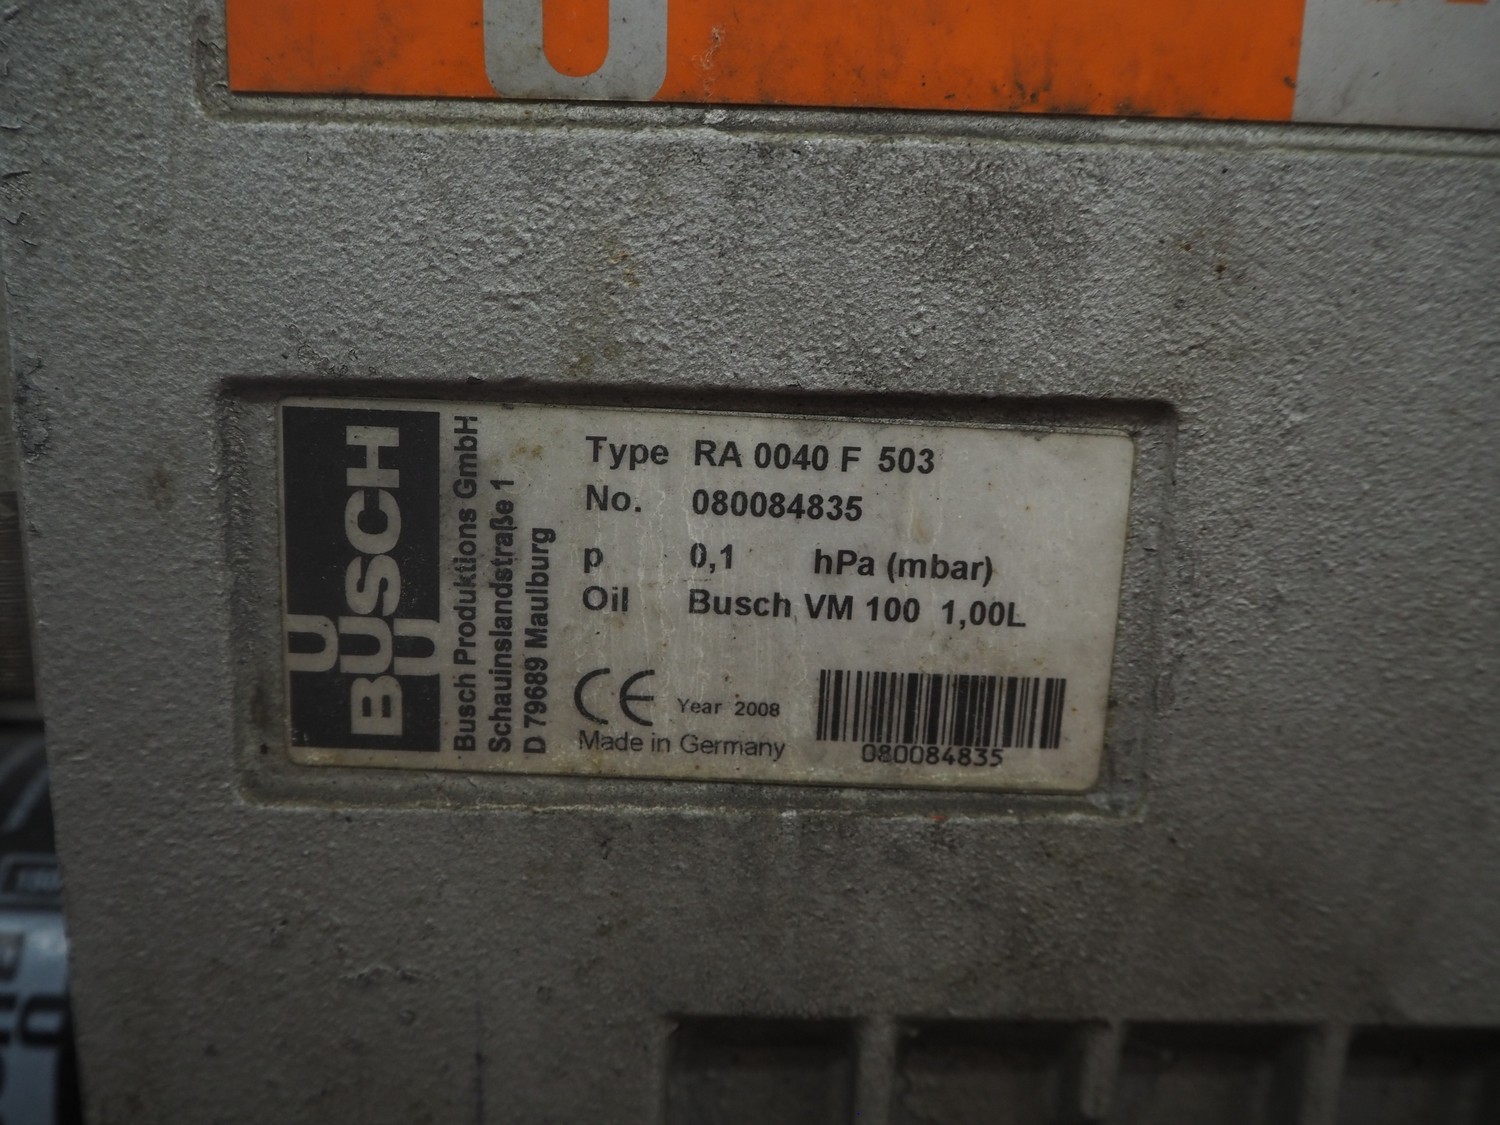 BUSCH
Busch Produktions GmbH
Schauinslandstraße 1
D 79689 Maulburg
Type RA 0040 F 503
No. 080084835
p 0,1 hPa (mbar)
Oil Busch VM 100 1,00L
CE Year 2008
Made in Germany
080084835